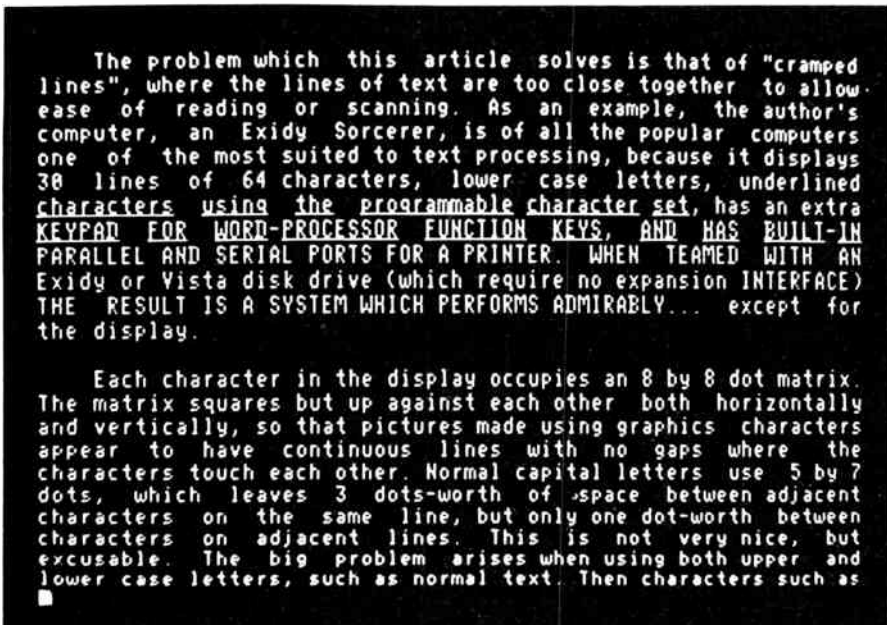 The problem which this article solves is that of "cramped
lines", where the lines of text are too close together to allow
ease of reading or scanning. As an example, the author's
computer, an Exidy Sorcerer, is of all the popular computers
one of the most suited to text processing, because it displays
30 lines of 64 characters, lower case letters, underlined
characters using the programmable character set, has an extra
KEYPAD FOR WORD-PROCESSOR FUNCTION KEYS, AND HAS BUILT-IN
PARALLEL AND SERIAL PORTS FOR A PRINTER. WHEN TEAMED WITH AN
Exidy or Vista disk drive (which require no expansion INTERFACE)
THE RESULT IS A SYSTEM WHICH PERFORMS ADMIRABLY... except for
the display.
Each character in the display occupies an 8 by 8 dot matrix.
The matrix squares but up against each other both horizontally
and vertically, so that pictures made using graphics characters
appear to have continuous lines with no gaps where the
characters touch each other. Normal capital letters use 5 by 7
dots, which leaves 3 dots-worth of space between adjacent
characters on the same line, but only one dot-worth between
characters on adjacent lines. This is not very nice, but
excusable. The big problem arises when using both upper and
lower case letters, such as normal text. Then characters such as